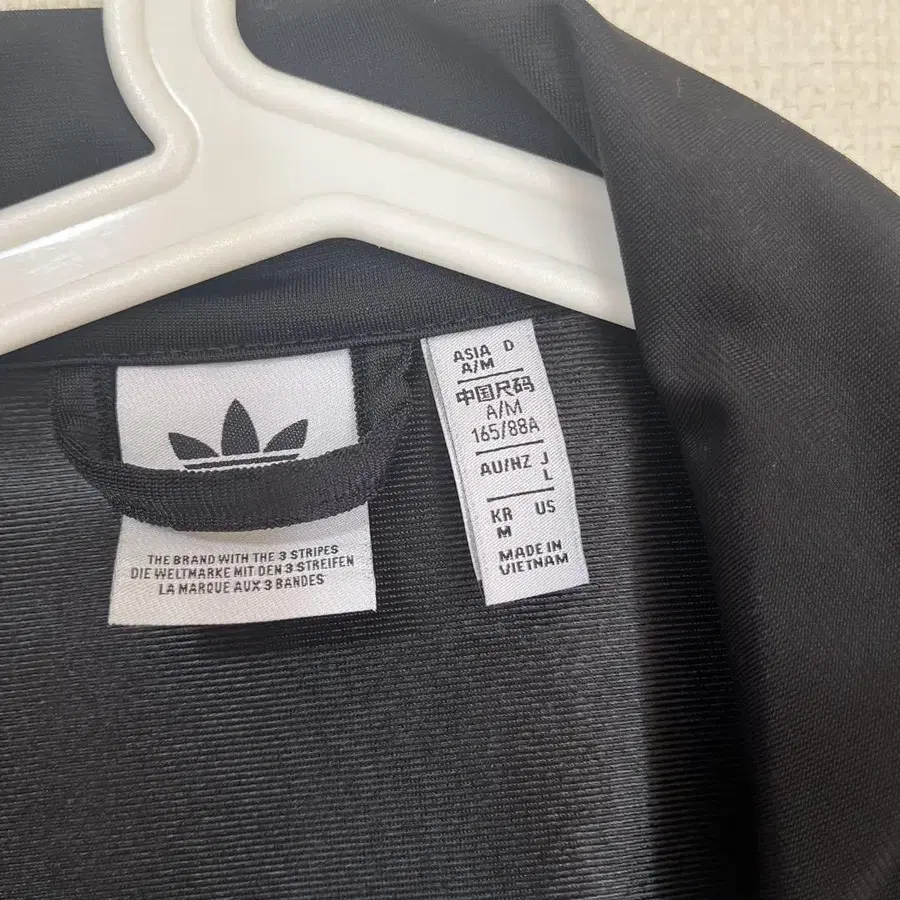 THE BRAND WITH THE 3 STRIPES
DIE WELTMARKE MIT DEN 3 STREIFEN
LA MARQUE AUX 3 BANDES
ASIA D
A/M
中国尺码
A/M
165/88A
AU/NZ J
L
KR US
M
MADE IN
VIETNAM